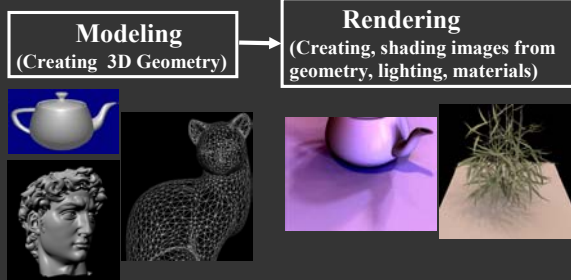 Modeling
(Creating 3D Geometry)
Rendering
(Creating, shading images from
geometry, lighting, materials)